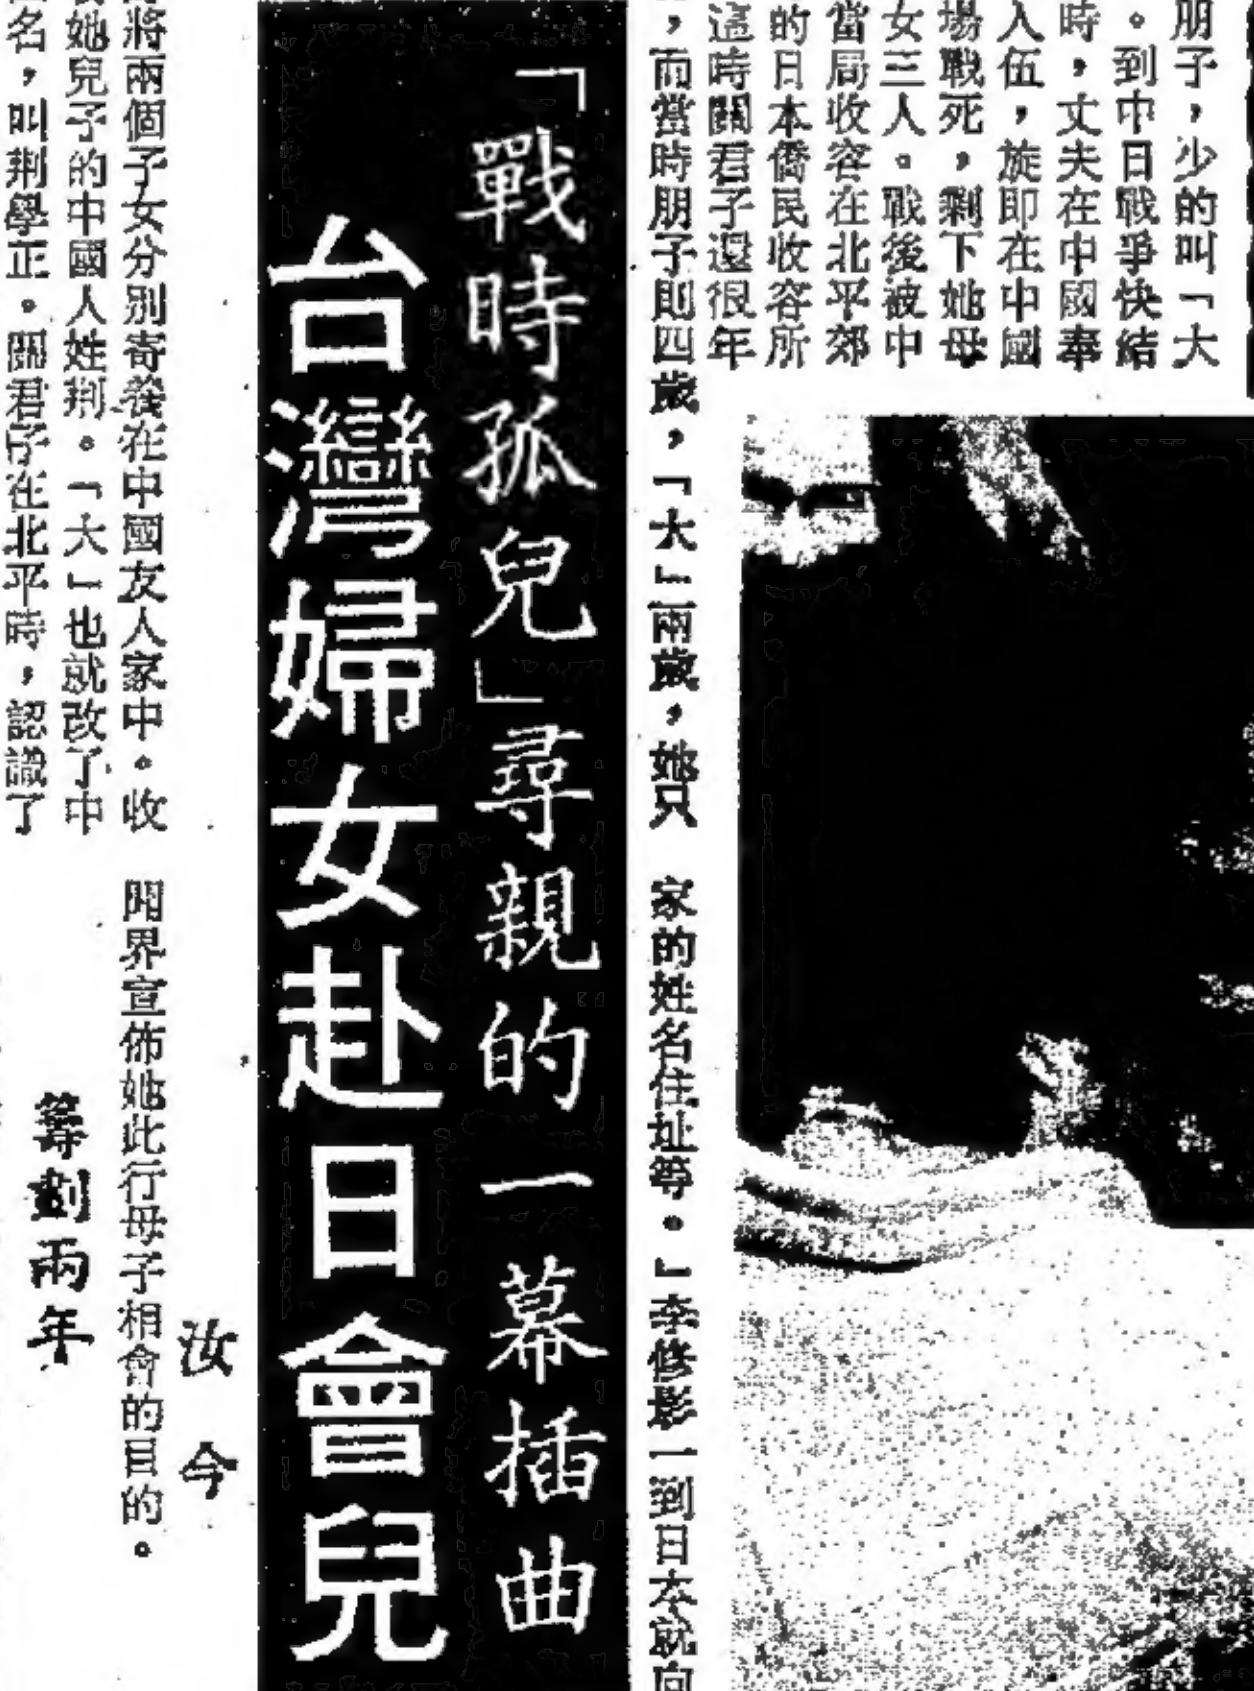 朋子，少的叫「大
。到中日戰爭快結
時，丈夫在中國奉
入伍，旋即在中國
場戰死，剩下她母
女三人。戰後被中
當局收容在北平郊
的日本僑民收容所
這時關君子還很年
，而當時朋子則四歲，「大」兩歲，她只
家的姓名住址等。」李修影一到日本就向
「戰時孤兒」尋親的一幕插曲
台灣婦女赴日會兒
汝今
將兩個子女分別寄養在中國友人家中。收
她兒子的中國人姓荆。「大」也就改了中
名，叫荆學正。關君子在北平時，認識了
聞界宣佈她此行母子相會的目的。
籌劃兩年